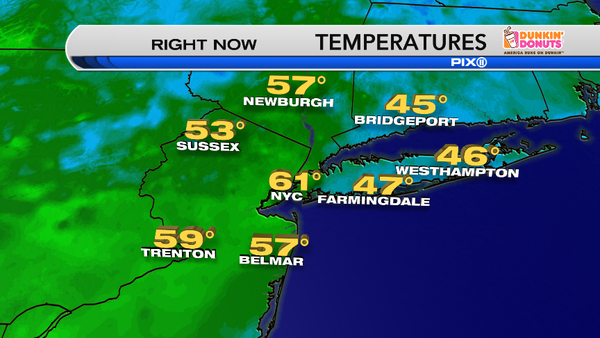 RIGHT NOW TEMPERATURES
DUNKIN'
DONUTS
AMERICA RUNS ON DUNKIN'
PIX11
57°
NEWBURGH
45°
BRIDGEPORT
53°
SUSSEX
46°
WESTHAMPTON
61°
NYC
47°
FARMINGDALE
59°
TRENTON
57°
BELMAR